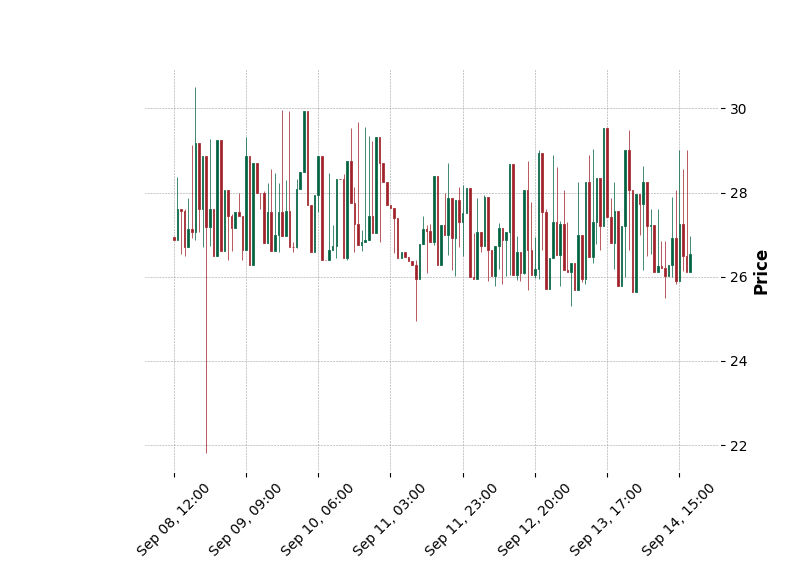 30
28
26
24
22
Price
Sep 08, 12:00
Sep 09, 09:00
Sep 10, 06:00
Sep 11, 03:00
Sep 11, 23:00
Sep 12, 20:00
Sep 13, 17:00
Sep 14, 15:00